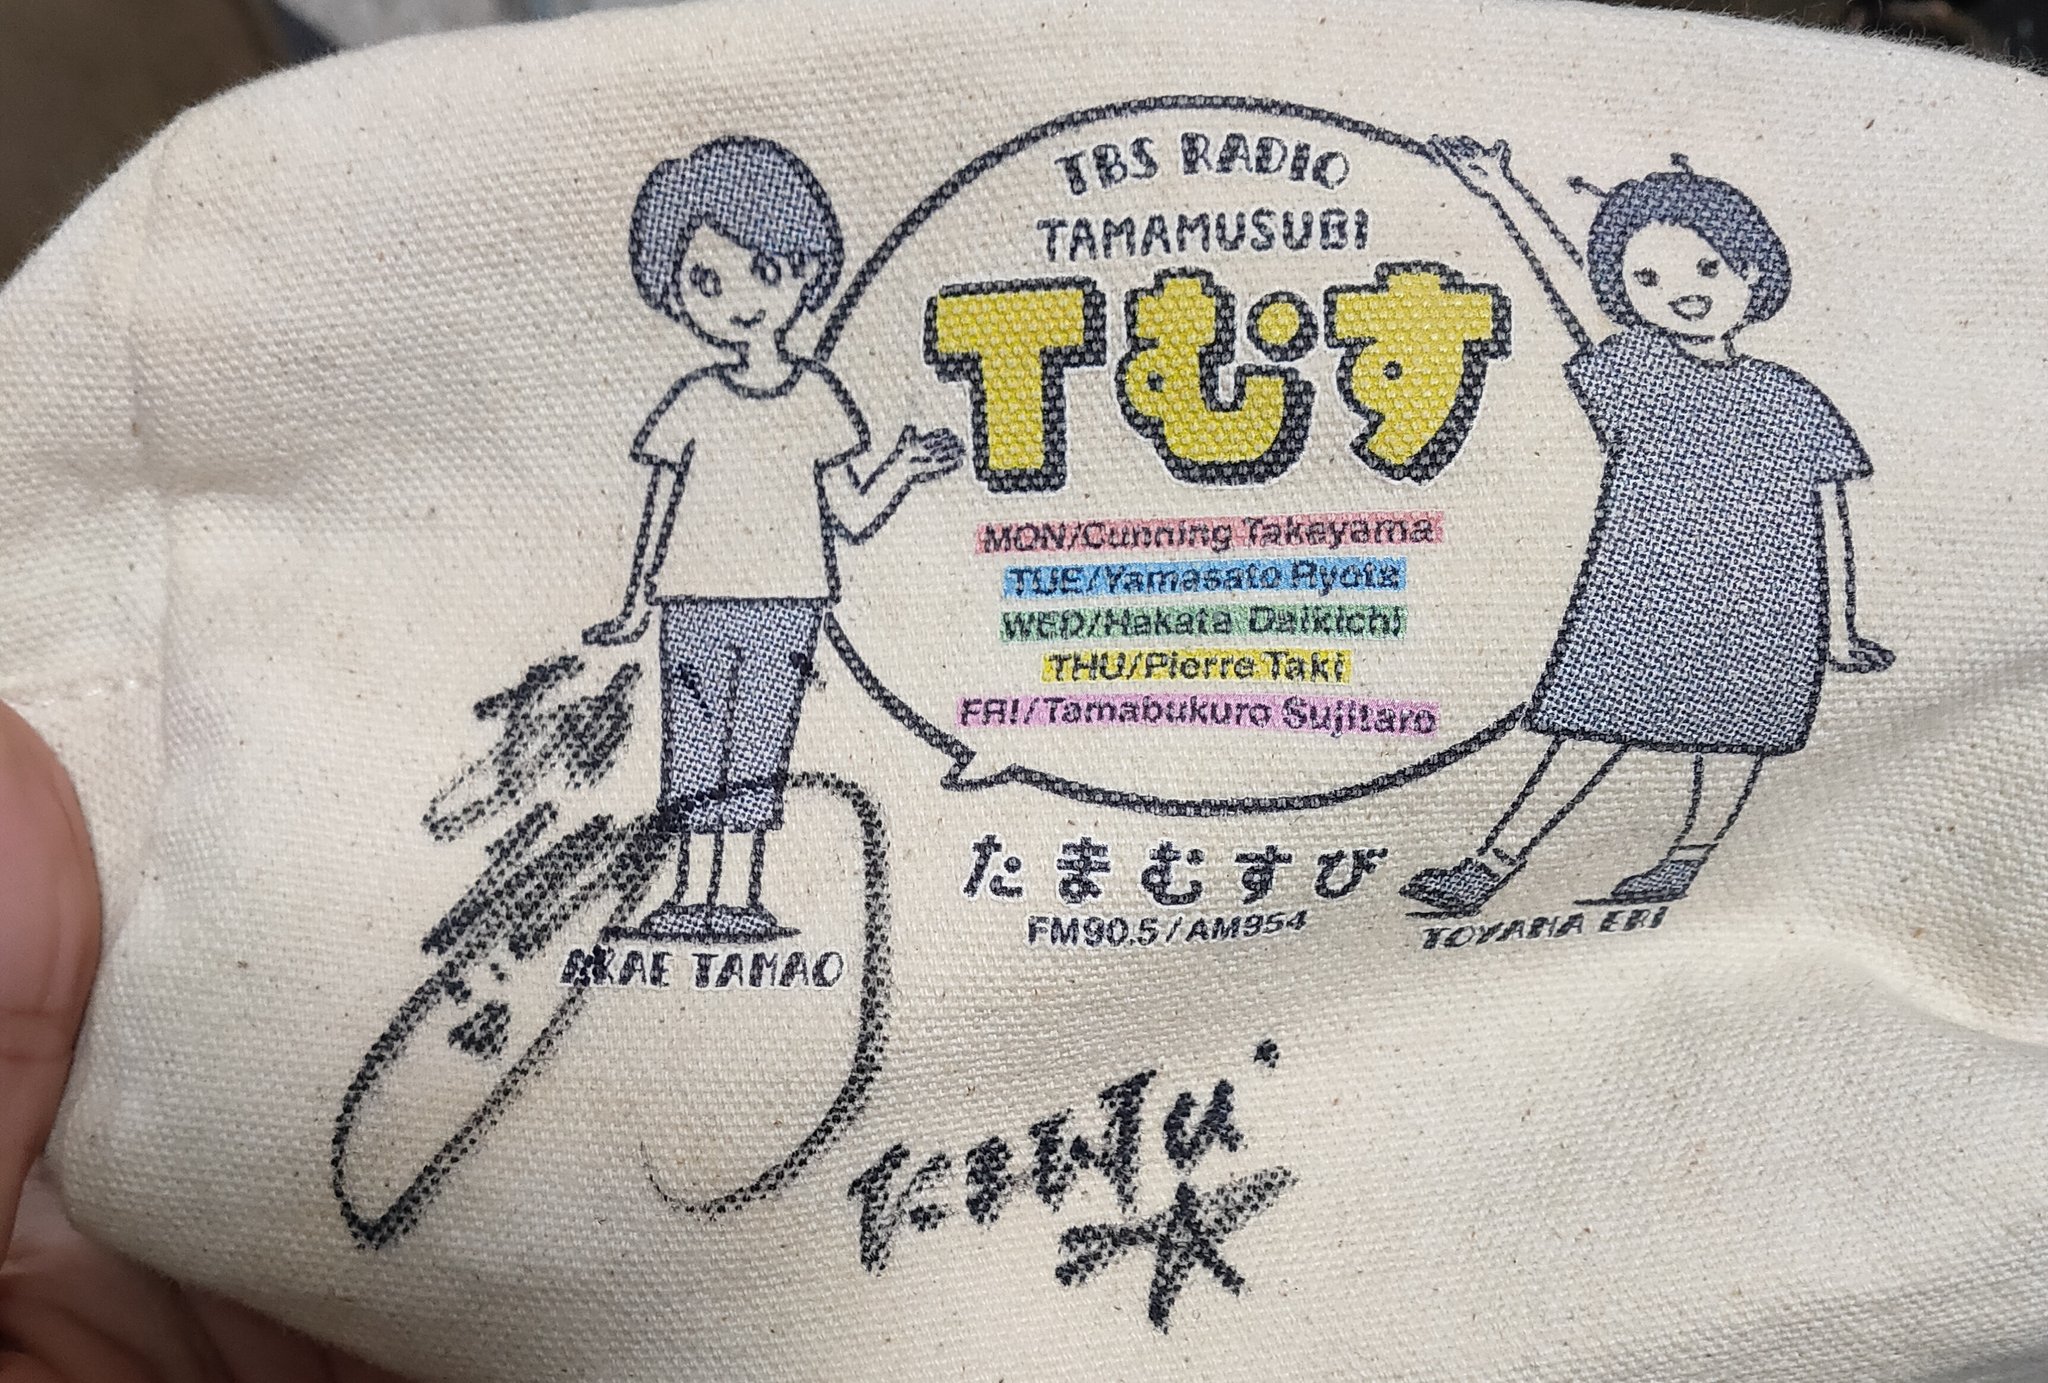 TBS RADIO
TAMAMUSUBI
Tむす
MON/Cunning Takeyama
TUE/Yamasato Ryota
WED/Hakata Daikichi
THU/Pierre Taki
FRI/Tamabukuro Sujitaro
たまむすび
FM90.5/AM954
AKAE TAMAO
TOYAMA ERI